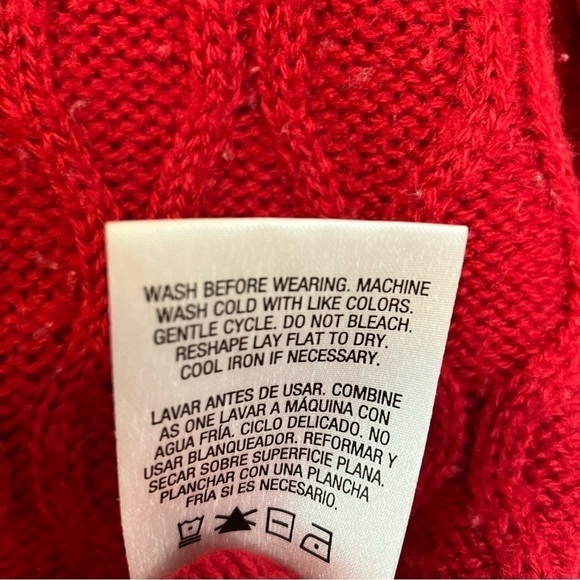 WASH BEFORE WEARING. MACHINE
WASH COLD WITH LIKE COLORS.
GENTLE CYCLE. DO NOT BLEACH.
RESHAPE LAY FLAT TO DRY.
COOL IRON IF NECESSARY.
LAVAR ANTES DE USAR. COMBINE
AS ONE LAVAR A MÁQUINA CON
AGUA FRÍA. CICLO DELICADO. NO
USAR BLANQUEADOR. REFORMAR Y
SECAR SOBRE SUPERFICIE PLANA.
PLANCHAR CON UNA PLANCHA
FRÍA SI ES NECESARIO.